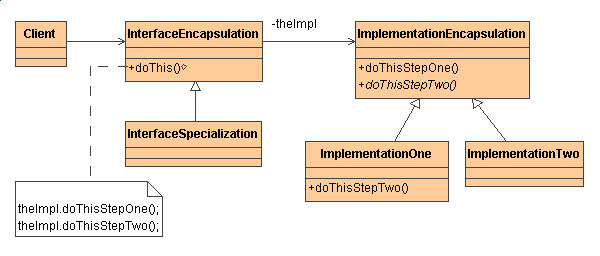 Client
InterfaceEncapsulation
+doThis()
-theImpl
ImplementationEncapsulation
+doThisStepOne()
+doThisStepTwo()
InterfaceSpecialization
ImplementationOne
+doThisStepTwo()
ImplementationTwo
theImpl.doThisStepOne();
theImpl.doThisStepTwo();